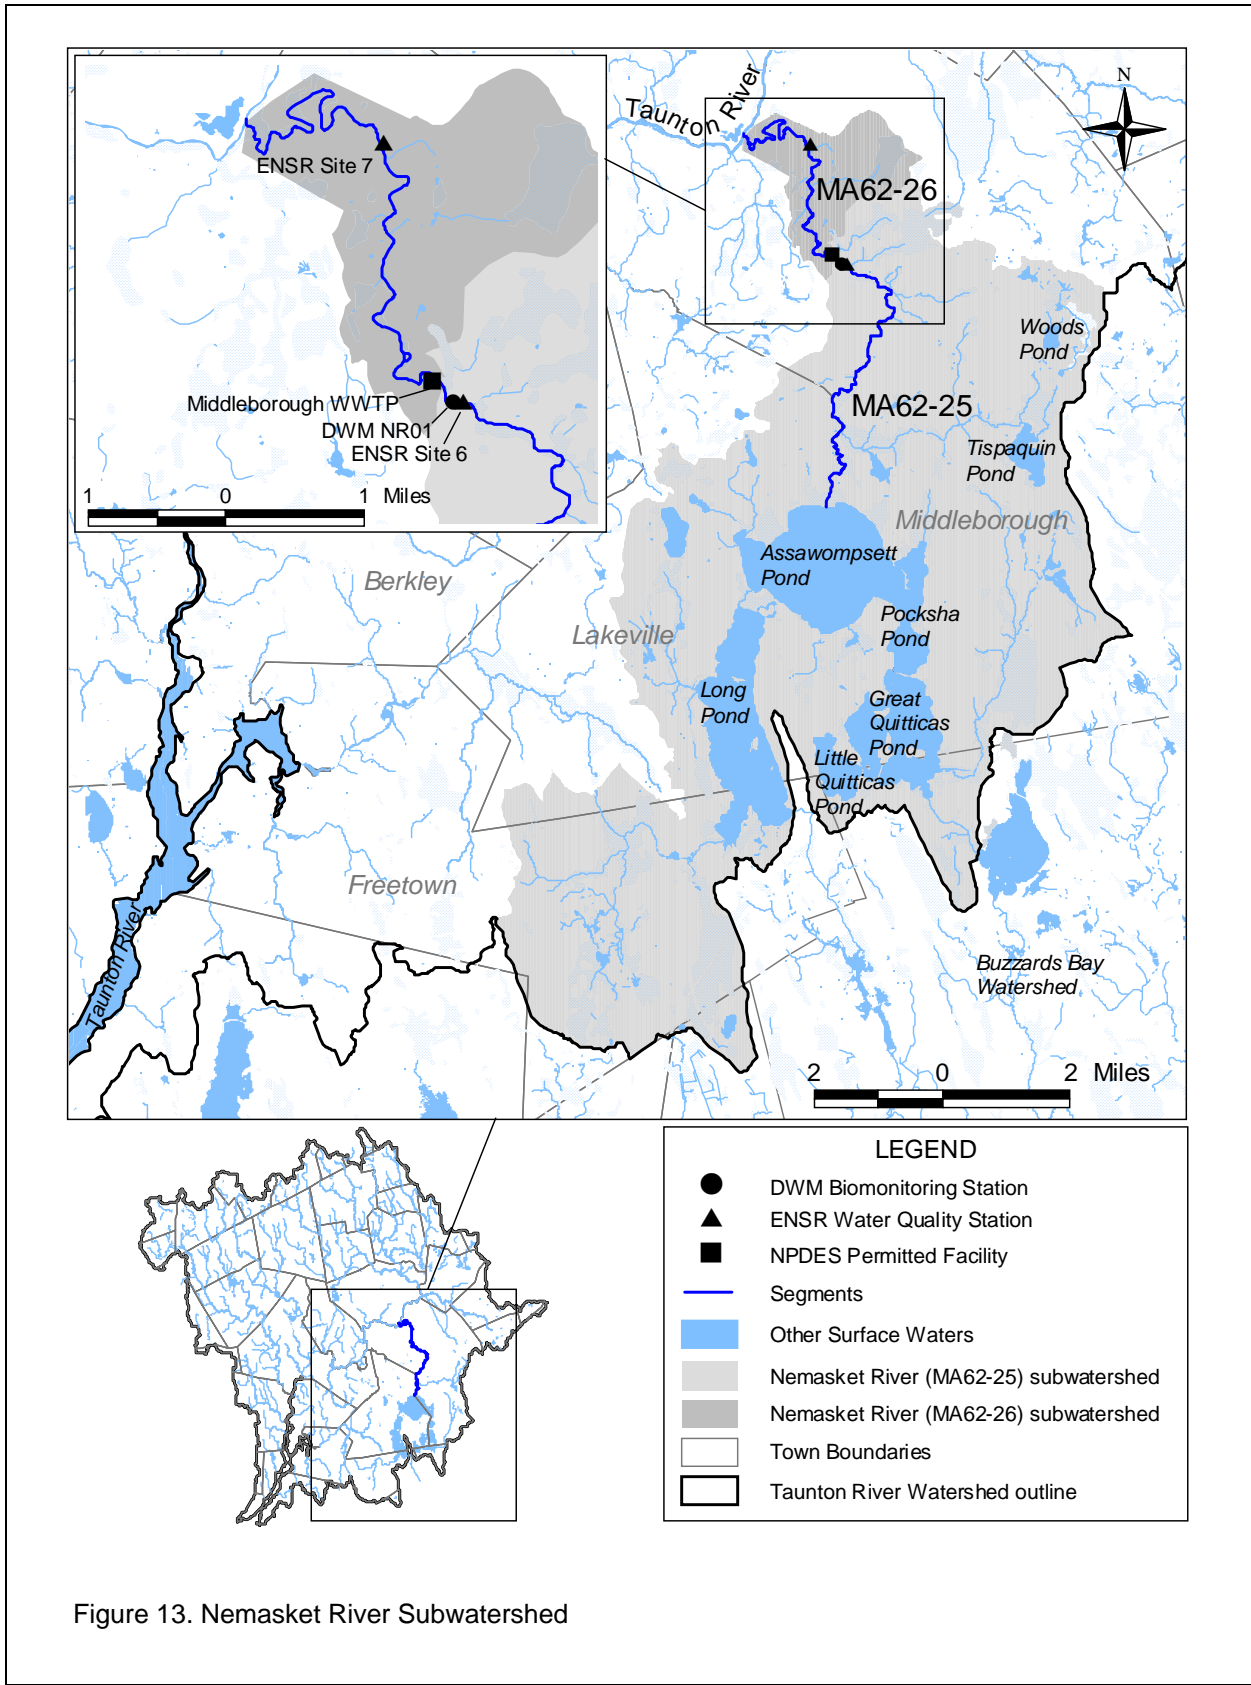 Taunton River
N
ENSR Site 7
MA62-26
Middleborough WWTP
DWM NR01
ENSR Site 6
1 0 1 Miles
Woods
Pond
MA62-25
Tispaquin
Pond
Middleborough
Assawompsett
Pond
Berkley
Lakeville
Pocksha
Pond
Long
Pond
Great
Quitticas
Pond
Little
Quitticas
Pond
Freetown
Taunton River
Buzzards Bay
Watershed
2 0 2 Miles
LEGEND
DWM Biomonitoring Station
ENSR Water Quality Station
NPDES Permitted Facility
Segments
Other Surface Waters
Nemasket River (MA62-25) subwatershed
Nemasket River (MA62-26) subwatershed
Town Boundaries
Taunton River Watershed outline
Figure 13. Nemasket River Subwatershed